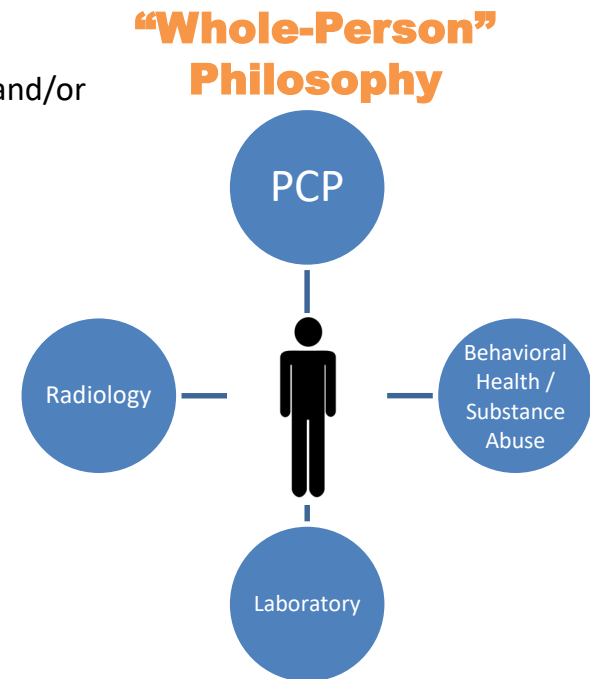 “Whole-Person”
Philosophy
and/or
PCP
Radiology
Behavioral
Health /
Substance
Abuse
Laboratory